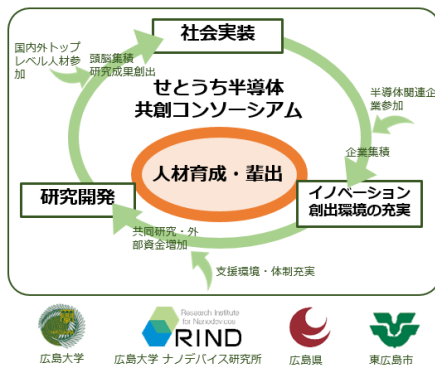 社会実装
国内外トップ
レベル人材参
加
頭脳集積
研究成果創出
せとうち半導体
共創コンソーシアム
半導体関連企
業参加
企業集積
人材育成・輩出
研究開発
イノベーション
創出環境の充実
共同研究・外
部資金増加
支援環境・体制充実
Research Institute
for Nanodevices
RIND
広島大学
広島大学 ナノデバイス研究所
広島県
東広島市